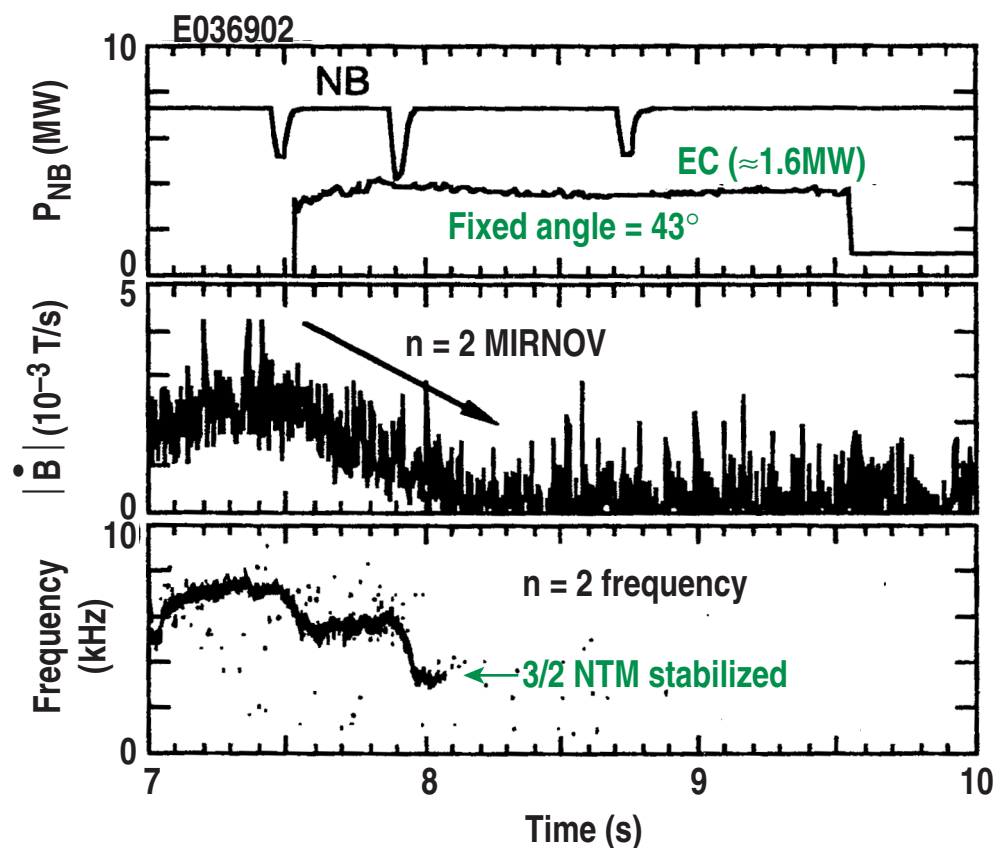 E036902
10
NB
P_NB (MW)
EC (≈1.6MW)
Fixed angle = 43°
0
5
n = 2 MIRNOV
|Ḃ| (10⁻³ T/s)
0
10
n = 2 frequency
Frequency
(kHz)
3/2 NTM stabilized
0
7 8 9 10
Time (s)